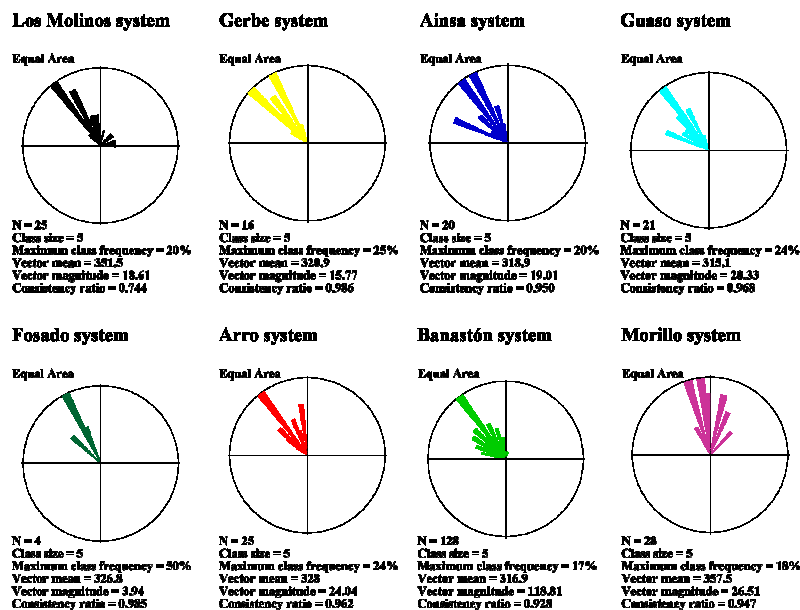 Los Molinos system
Equal Area
N = 25
Class size = 5
Maximum class frequency = 20%
Vector mean = 351.5
Vector magnitude = 18.61
Consistency ratio = 0.744
Gerbe system
Equal Area
N = 16
Class size = 5
Maximum class frequency = 25%
Vector mean = 320.9
Vector magnitude = 15.77
Consistency ratio = 0.986
Ainsa system
Equal Area
N = 20
Class size = 5
Maximum class frequency = 20%
Vector mean = 318.9
Vector magnitude = 19.01
Consistency ratio = 0.950
Guaso system
Equal Area
N = 21
Class size = 5
Maximum class frequency = 24%
Vector mean = 315.1
Vector magnitude = 20.33
Consistency ratio = 0.968
Fosado system
Equal Area
N = 4
Class size = 5
Maximum class frequency = 50%
Vector mean = 326.8
Vector magnitude = 3.94
Consistency ratio = 0.985
Arro system
Equal Area
N = 25
Class size = 5
Maximum class frequency = 24%
Vector mean = 328
Vector magnitude = 24.04
Consistency ratio = 0.962
Banastón system
Equal Area
N = 128
Class size = 5
Maximum class frequency = 17%
Vector mean = 316.9
Vector magnitude = 118.81
Consistency ratio = 0.928
Morillo system
Equal Area
N = 28
Class size = 5
Maximum class frequency = 18%
Vector mean = 357.5
Vector magnitude = 26.51
Consistency ratio = 0.947